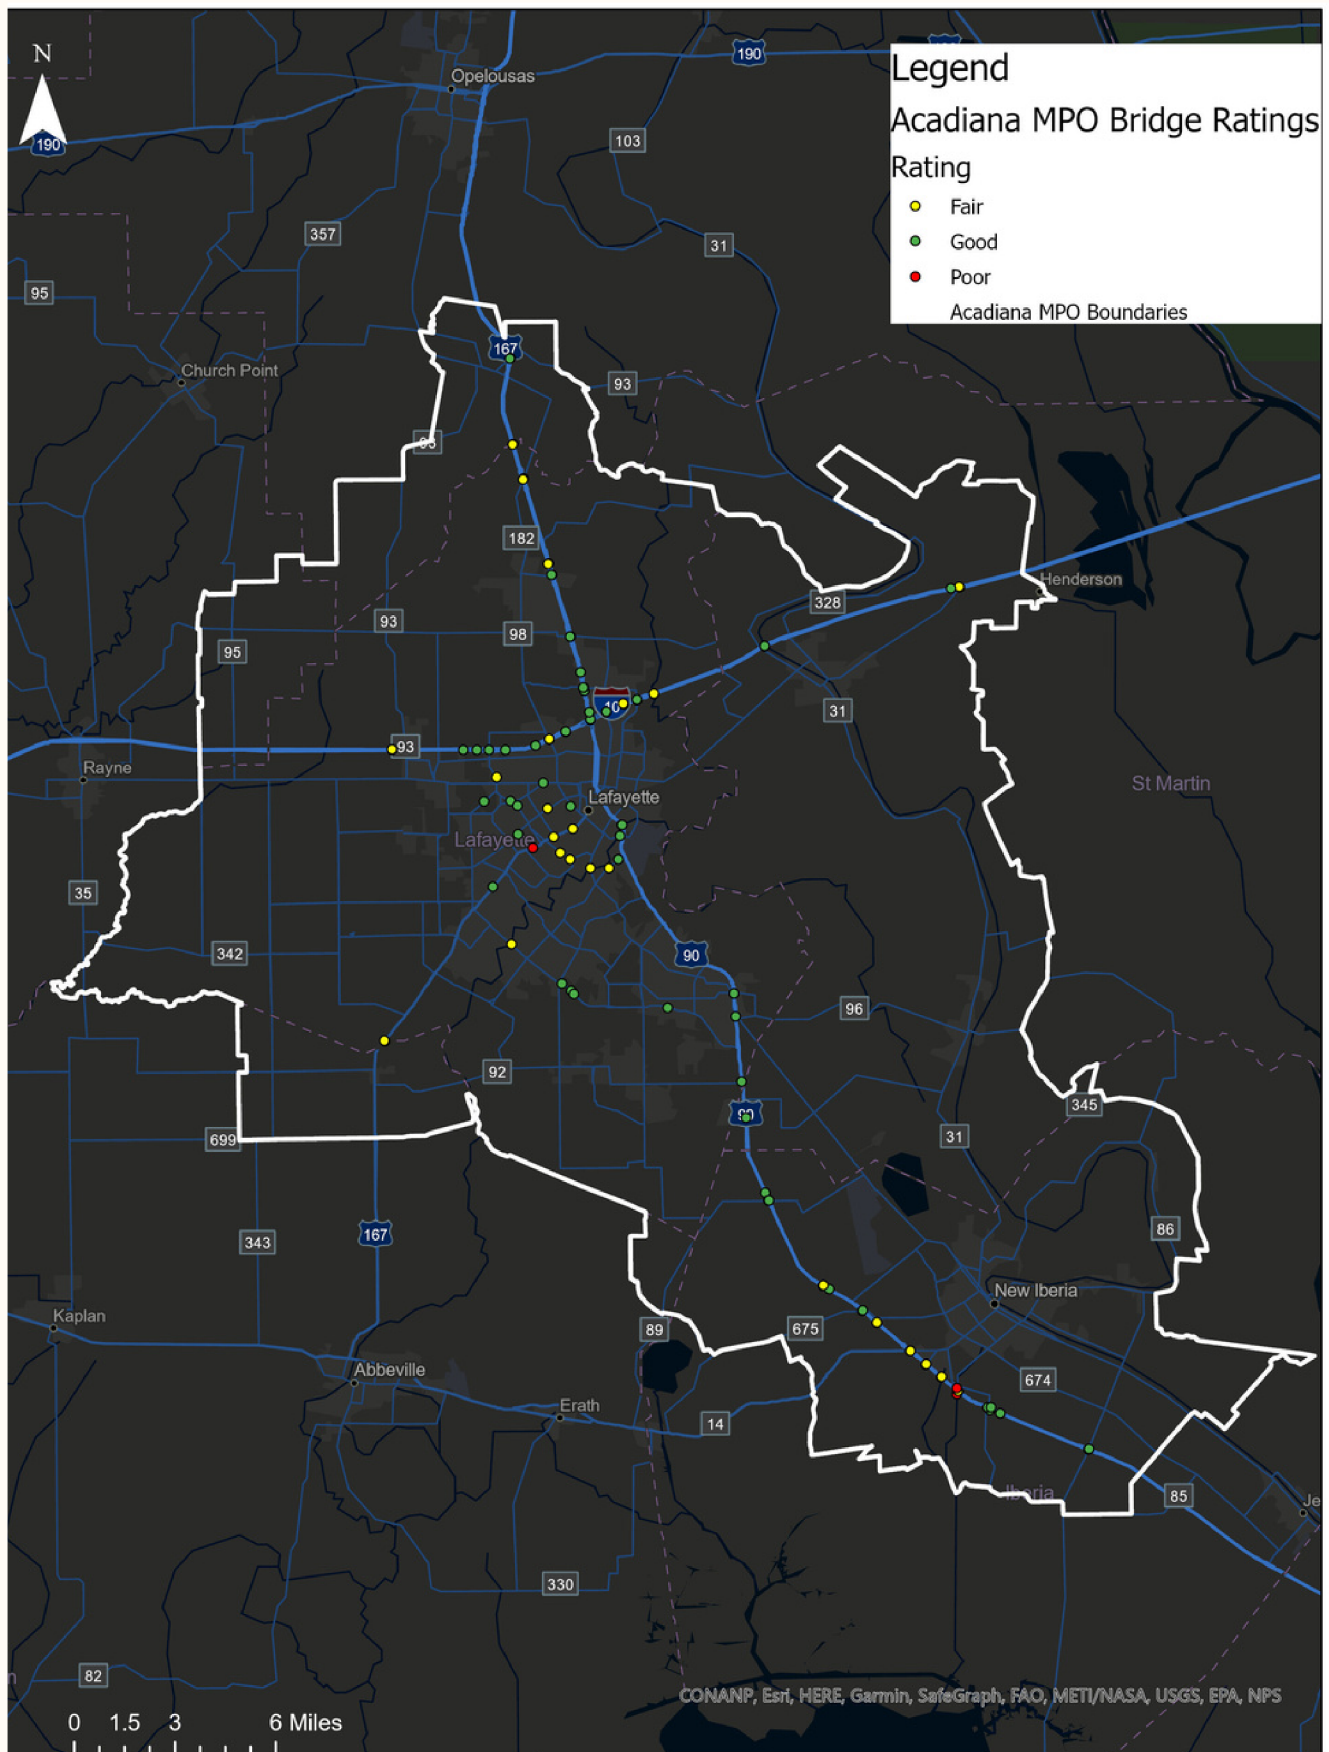 N
190
Opelousas
190
103
357
31
95
Legend
Acadiana MPO Bridge Ratings
Rating
Fair
Good
Poor
Acadiana MPO Boundaries
167
Church Point
93
182
Henderson
328
93
98
95
10
31
93
Rayne
St Martin
Lafayette
Lafayette
35
342
90
96
92
345
699
90
31
86
343
167
New Iberia
Kaplan
89
675
Abbeville
674
Erath
14
Iberia
85
Je
330
82
CONANP, Esri, HERE, Garmin, SafeGraph, FAO, METI/NASA, USGS, EPA, NPS
0 1.5 3 6 Miles